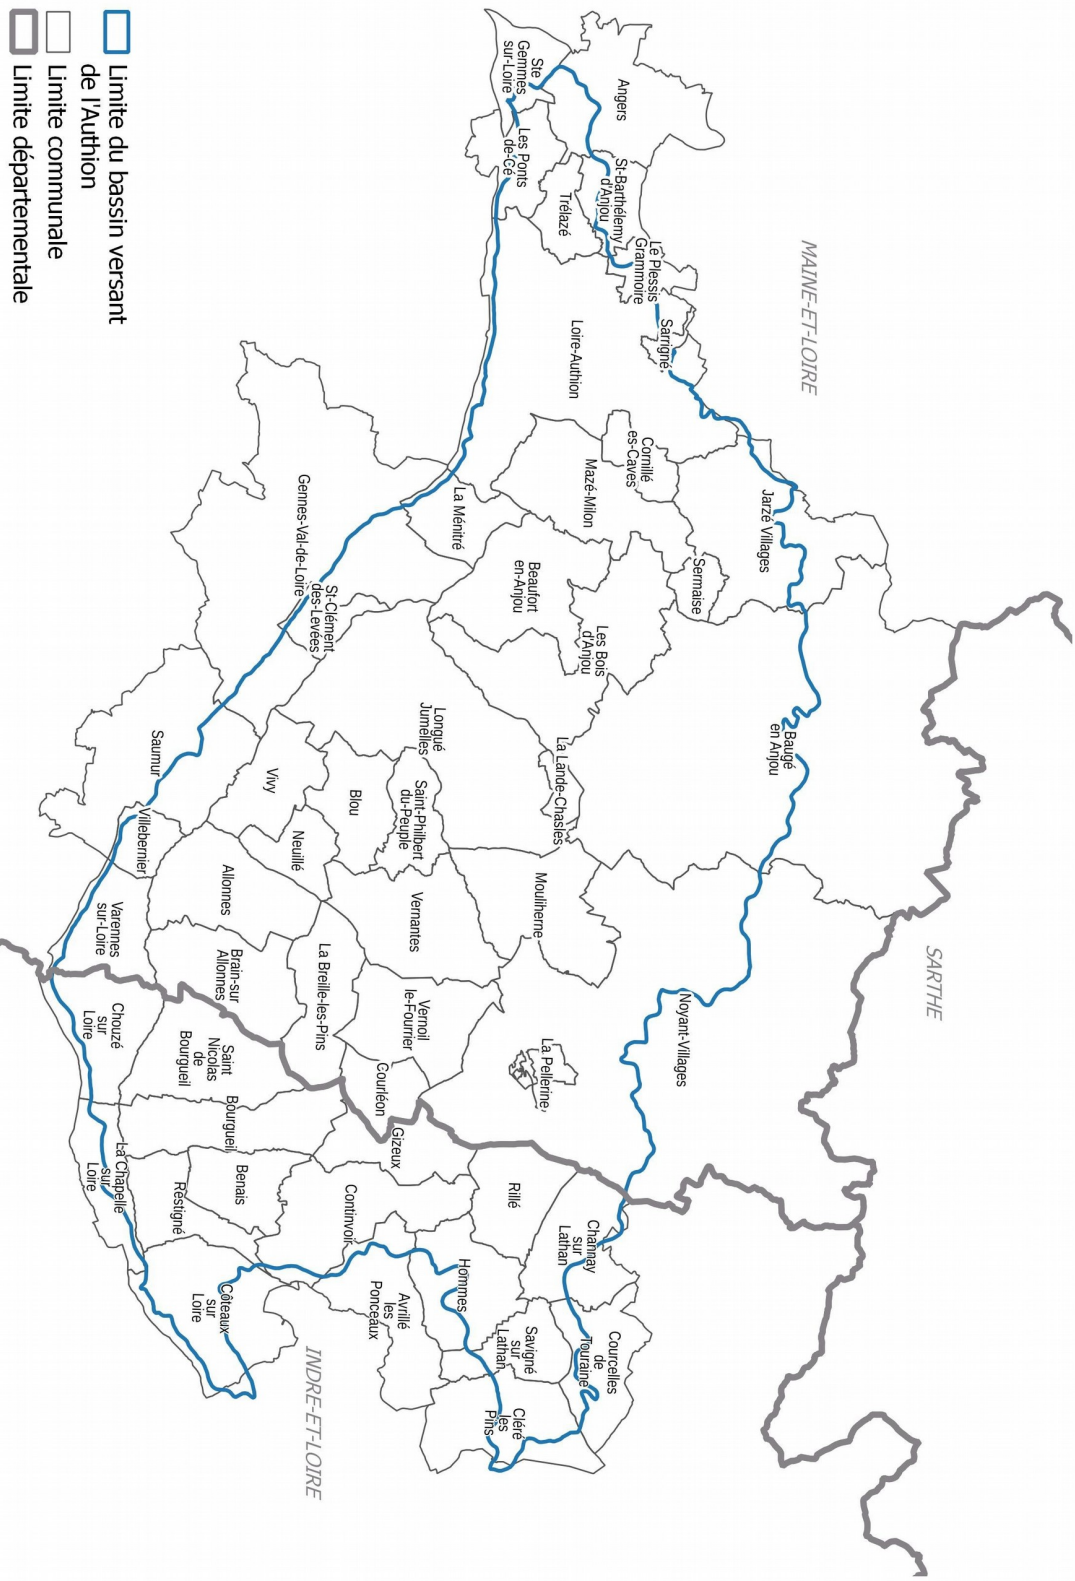 MAINE-ET-LOIRE
SARTHE
INDRE-ET-LOIRE
Angers
Ste
Gemmes
sur-Loire
Les Ponts
de-Cé
St-Barthélemy
d'Anjou
Trélazé
Le Plessis
Grammoire
Sarrigné
Loire-Authion
Cornillé
es-Caves
Mazé-Milon
Jarzé Villages
Sermaise
La Ménitré
Beaufort
en-Anjou
Les Bois
d'Anjou
Gennes-Val-de-Loire
St-Clément
des-Levées
Baugé
en Anjou
La Lande-Chasles
Longué
Jumelles
Saint-Philbert
du-Peuple
Blou
Vivy
Neuillé
Saumur
Villebernier
Allonnes
Varennes
sur-Loire
Brain-sur
Allonnes
Vernantes
Mouliherne
La Breille-les-Pins
Vernoil
le-Fourrier
Courléon
La Pellerine
Noyant-Villages
Chouzé
sur
Loire
Saint
Nicolas
de
Bourgueil
Bourgueil
Gizeux
Benais
Restigné
La Chapelle
sur
Loire
Continvoir
Rillé
Channay
sur
Lathan
Hommes
Avrillé
les
Ponceaux
Côteaux
sur
Loire
Savigné
sur
Lathan
Courcelles
de
Touraine
Cléré
les
Pins
Limite du bassin versant
de l'Authion
Limite communale
Limite départementale